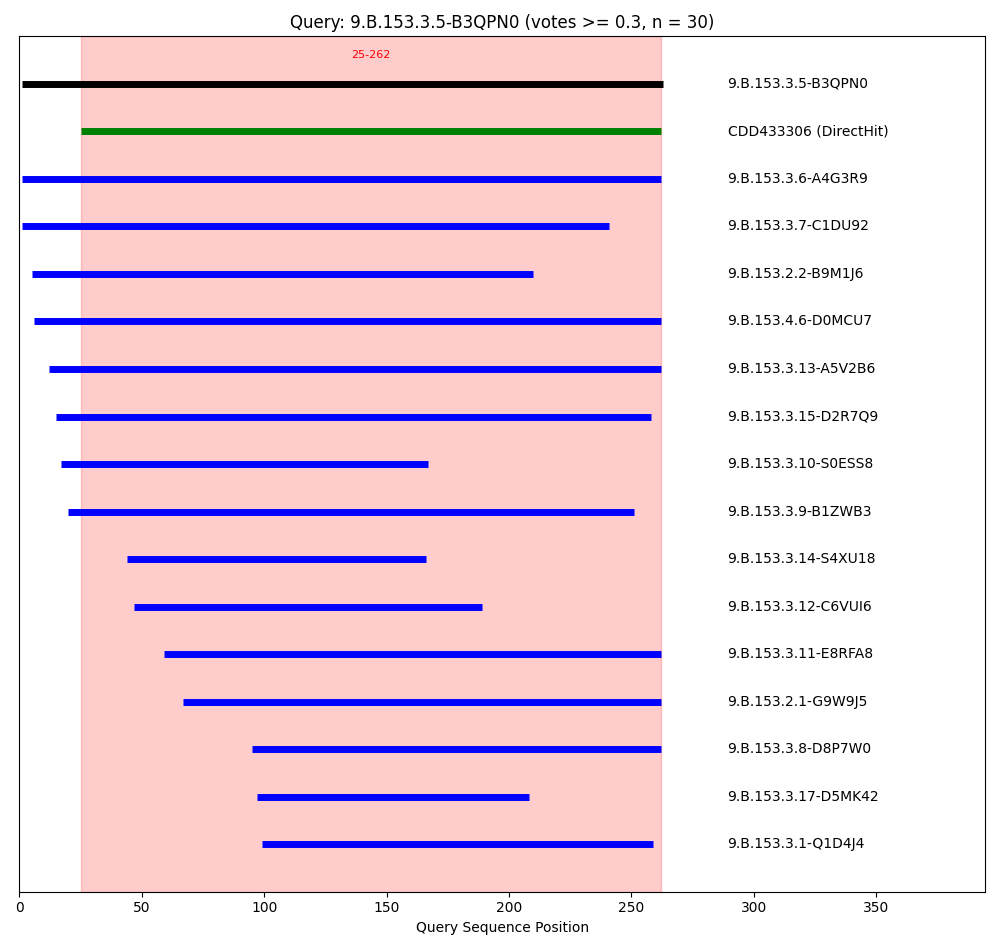 Query: 9.B.153.3.5-B3QPN0 (votes >= 0.3, n = 30)
25-262
9.B.153.3.5-B3QPN0
CDD433306 (DirectHit)
9.B.153.3.6-A4G3R9
9.B.153.3.7-C1DU92
9.B.153.2.2-B9M1J6
9.B.153.4.6-D0MCU7
9.B.153.3.13-A5V2B6
9.B.153.3.15-D2R7Q9
9.B.153.3.10-S0ESS8
9.B.153.3.9-B1ZWB3
9.B.153.3.14-S4XU18
9.B.153.3.12-C6VUI6
9.B.153.3.11-E8RFA8
9.B.153.2.1-G9W9J5
9.B.153.3.8-D8P7W0
9.B.153.3.17-D5MK42
9.B.153.3.1-Q1D4J4
0 50 100 150 200 250 300 350
Query Sequence Position